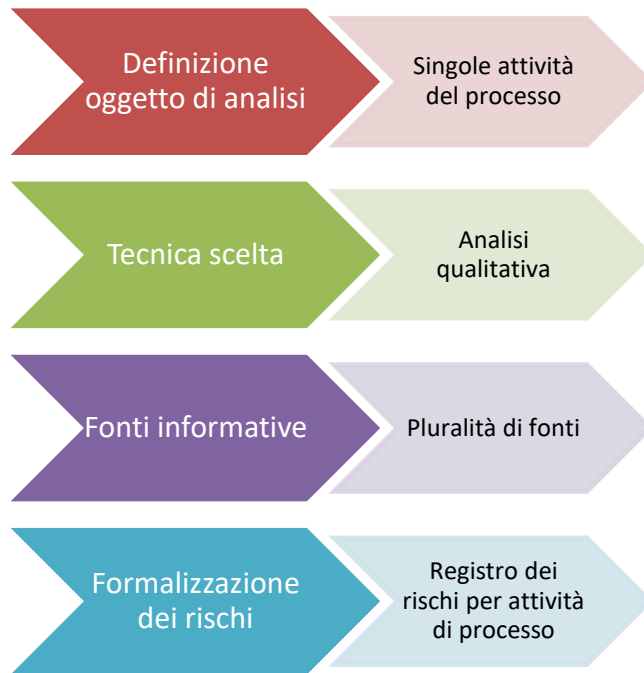 Definizione
oggetto di analisi
Singole attività
del processo
Tecnica scelta
Analisi
qualitativa
Fonti informative
Pluralità di fonti
Formalizzazione
dei rischi
Registro dei
rischi per attività
di processo